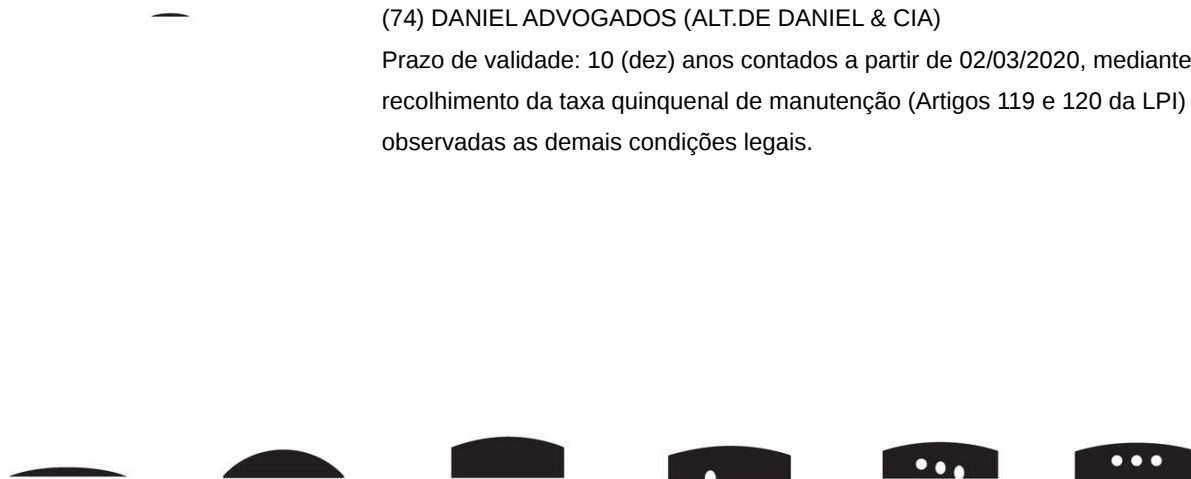 (74) DANIEL ADVOGADOS (ALT.DE DANIEL & CIA)
Prazo de validade: 10 (dez) anos contados a partir de 02/03/2020, mediante
recolhimento da taxa quinquenal de manutenção (Artigos 119 e 120 da LPI)
observadas as demais condições legais.